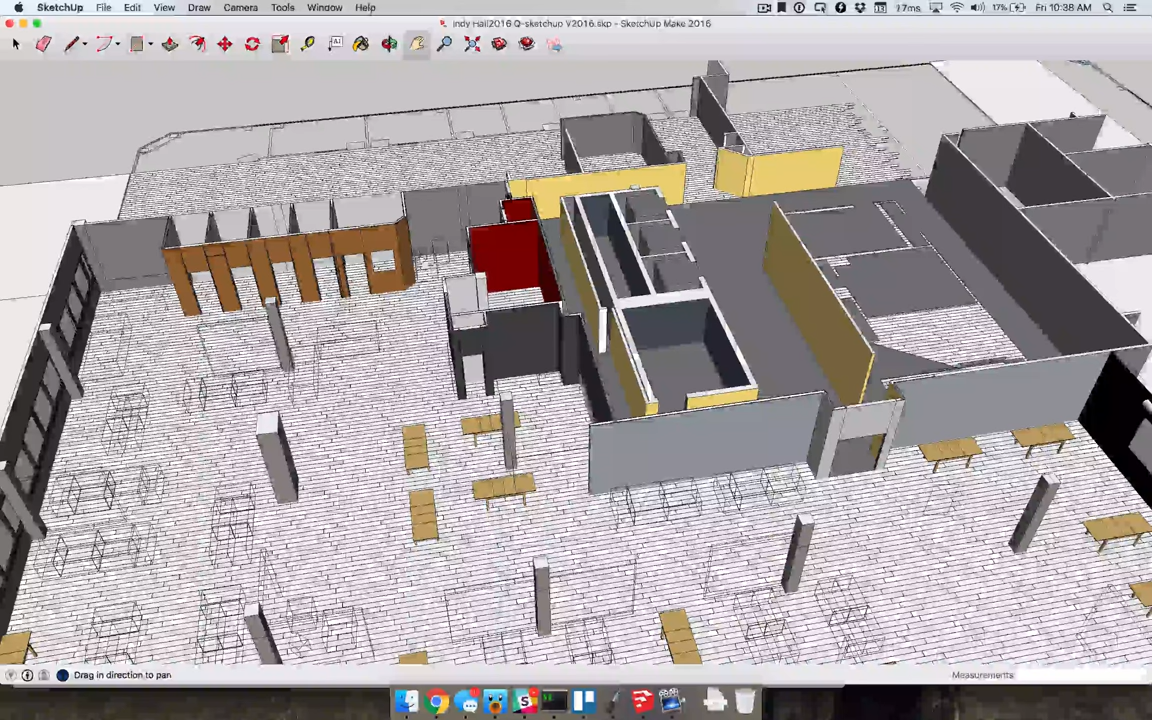 SketchUp File Edit View Draw Camera Tools Window Help 17% Fri 10:38 AM
Indy Hall2016 Q-sketchup V2016.skp - SketchUp Make 2016
Drag in direction to pan Measurements